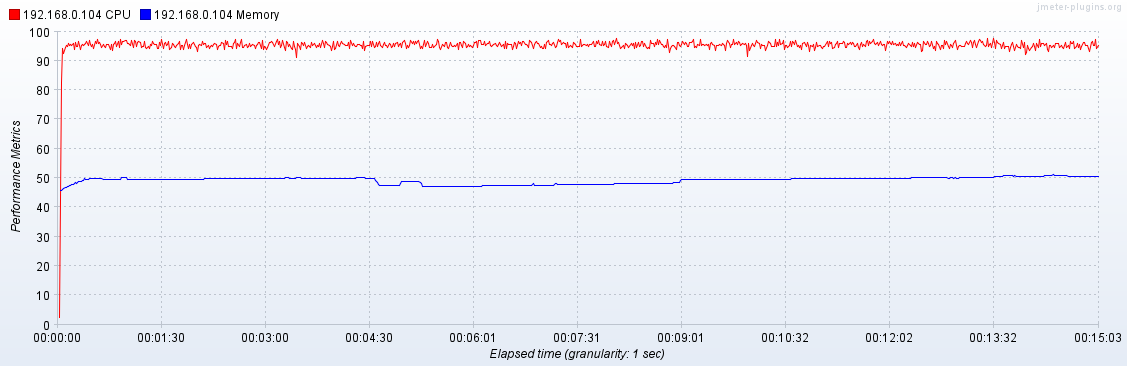 jmeter-plugins.org
192.168.0.104 CPU 192.168.0.104 Memory
Performance Metrics
100
90
80
70
60
50
40
30
20
10
0
00:00:00 00:01:30 00:03:00 00:04:30 00:06:01 00:07:31 00:09:01 00:10:32 00:12:02 00:13:32 00:15:03
Elapsed time (granularity: 1 sec)